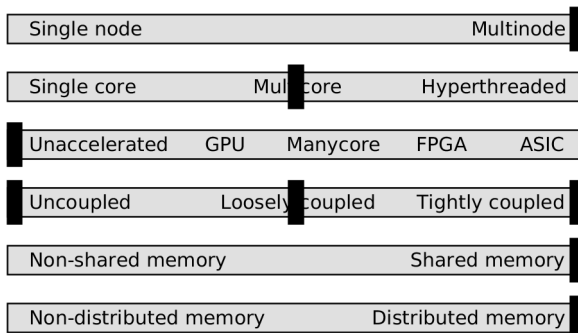 Single node Multinode
Single core Multicore Hyperthreaded
Unaccelerated GPU Manycore FPGA ASIC
Uncoupled Loosely coupled Tightly coupled
Non-shared memory Shared memory
Non-distributed memory Distributed memory